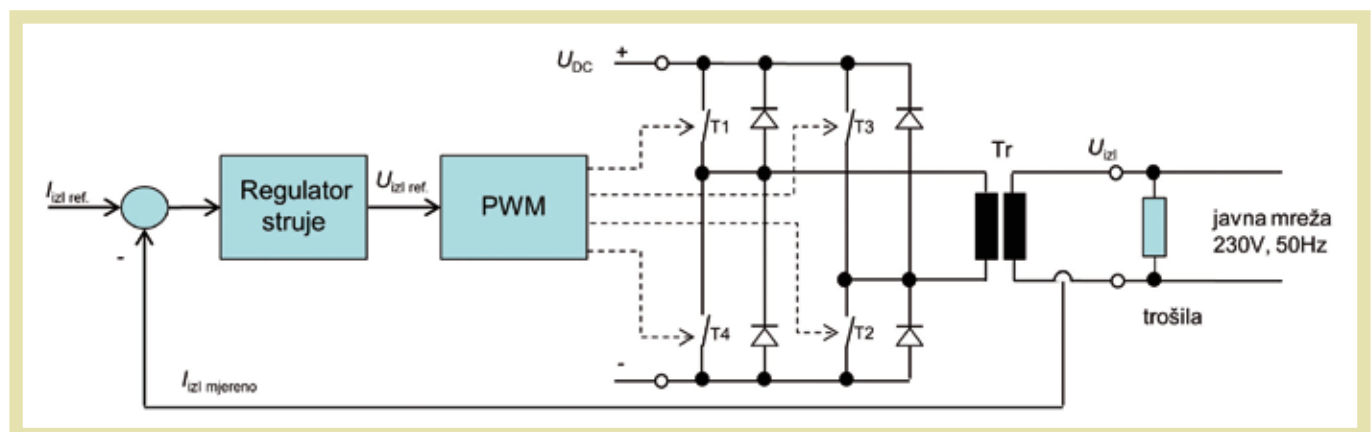 U_DC
+
T1
T3
Tr
U_izl
I_izl ref.
Regulator
struje
U_izl ref.
PWM
javna mreža
230V, 50Hz
-
T4
T2
trošila
-
I_izl mjereno